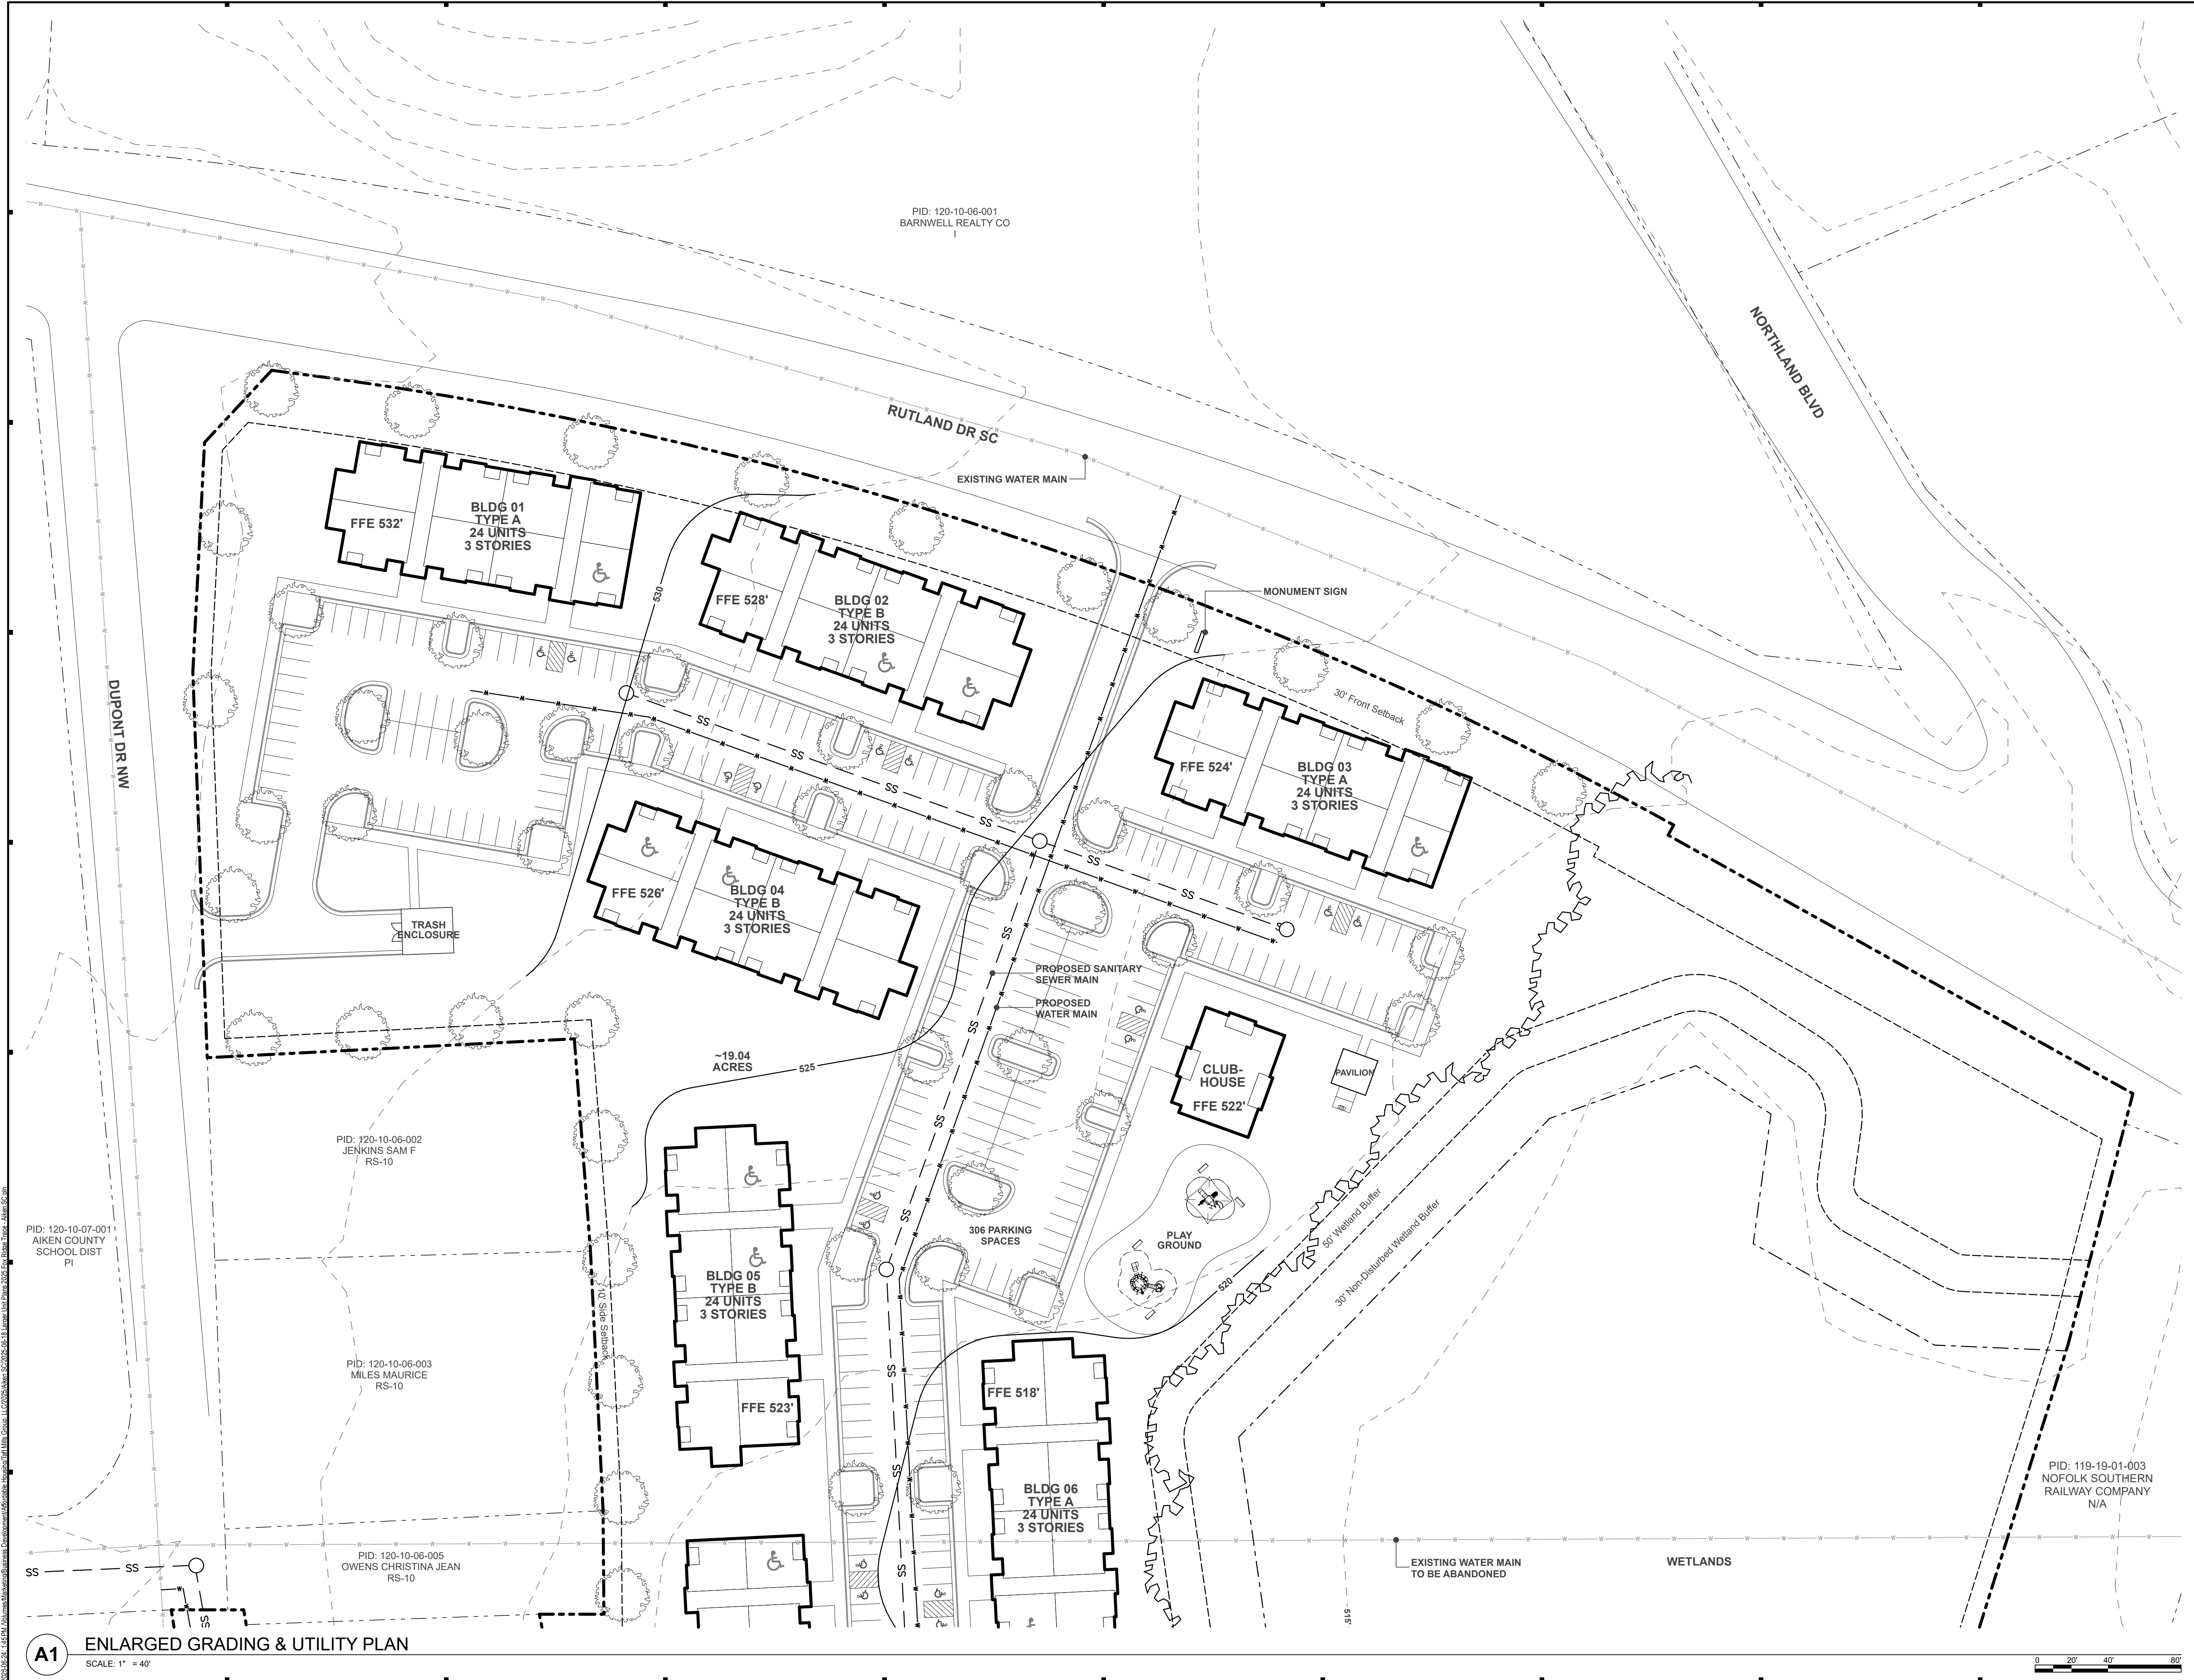 PID: 120-10-06-001
BARNWELL REALTY CO
I
NORTHLAND BLVD
RUTLAND DR SC
EXISTING WATER MAIN
BLDG 01
TYPE A
24 UNITS
3 STORIES
FFE 532'
530
BLDG 02
TYPE B
24 UNITS
3 STORIES
FFE 528'
MONUMENT SIGN
30' Front Setback
DUPONT DR NW
BLDG 03
TYPE A
24 UNITS
3 STORIES
FFE 524'
SS
SS
SS
SS
SS
SS
BLDG 04
TYPE B
24 UNITS
3 STORIES
FFE 526'
TRASH
ENCLOSURE
SS
PROPOSED SANITARY
SEWER MAIN
PROPOSED
WATER MAIN
SS
~19.04
ACRES
525
CLUB-
HOUSE
FFE 522'
PAVILION
SS
PID: 120-10-06-002
JENKINS SAM F
RS-10
SS
PID: 120-10-07-001
AIKEN COUNTY
SCHOOL DIST
PI
306 PARKING
SPACES
PLAY
GROUND
50' Wetland Buffer
30' Non-Disturbed Wetland Buffer
520
BLDG 05
TYPE B
24 UNITS
3 STORIES
10' Side Setback
FFE 523'
PID: 120-10-06-003
MILES MAURICE
RS-10
SS
FFE 518'
SS
BLDG 06
TYPE A
24 UNITS
3 STORIES
PID: 119-19-01-003
NOFOLK SOUTHERN
RAILWAY COMPANY
N/A
PID: 120-10-06-005
OWENS CHRISTINA JEAN
RS-10
EXISTING WATER MAIN
TO BE ABANDONED
WETLANDS
SS
SS
SS
SS
515'
A1
ENLARGED GRADING & UTILITY PLAN
SCALE: 1" = 40'
0 20' 40' 80'